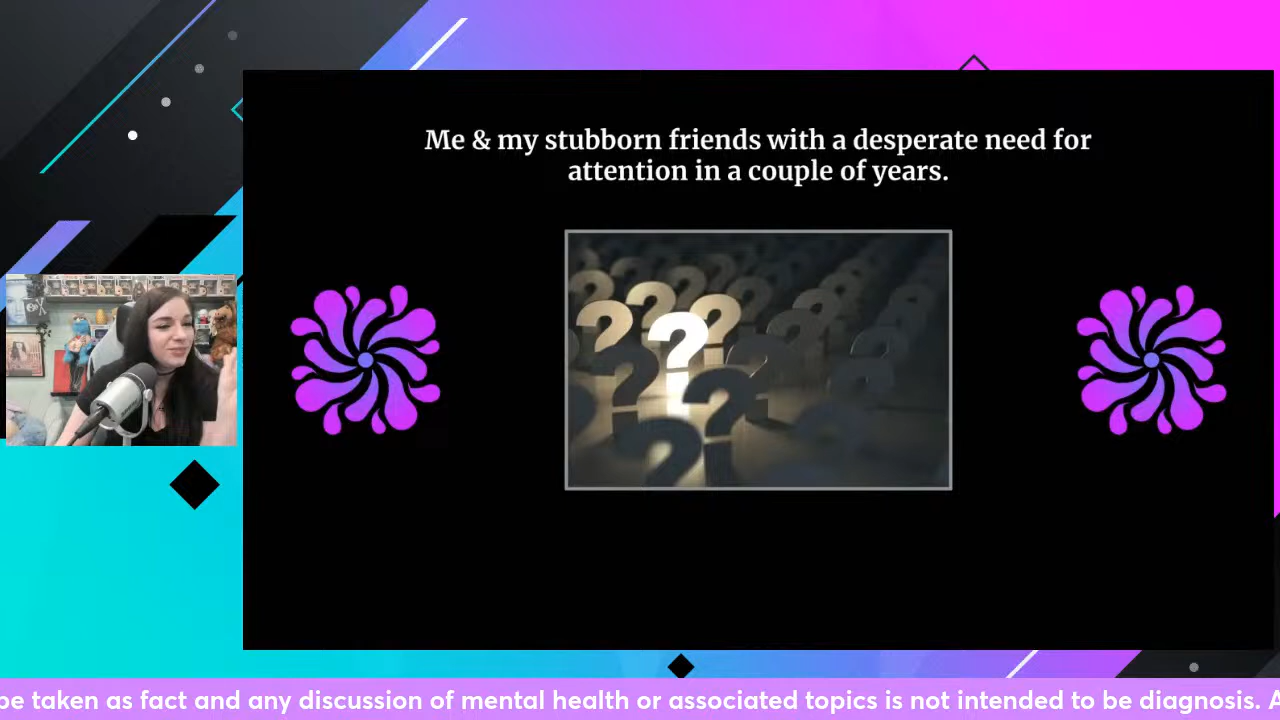 Me & my stubborn friends with a desperate need for
attention in a couple of years.
be taken as fact and any discussion of mental health or associated topics is not intended to be diagnosis. A